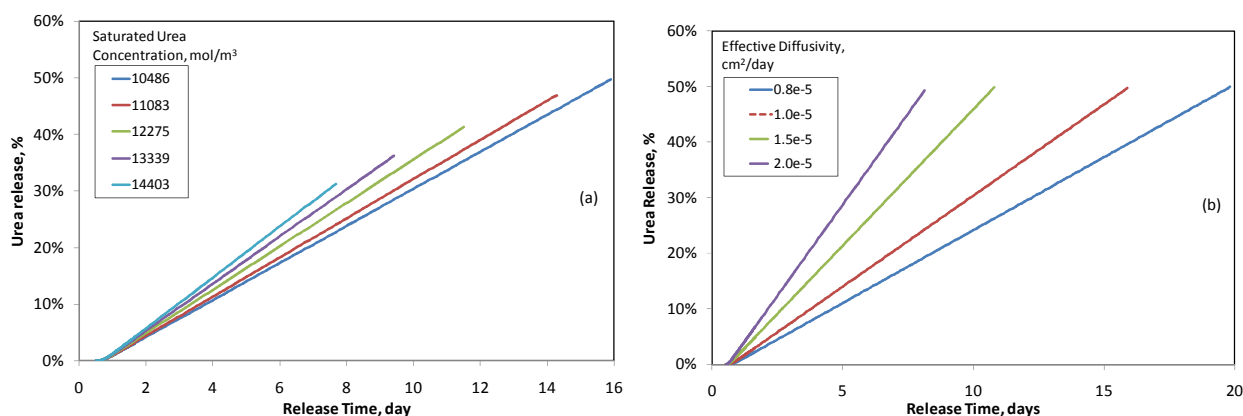 60%
50%
40%
30%
20%
10%
0%
Urea release, %
Saturated Urea
Concentration, mol/m³
10486
11083
12275
13339
14403
(a)
0 2 4 6 8 10 12 14 16
Release Time, day
60%
50%
40%
30%
20%
10%
0%
Urea Release, %
Effective Diffusivity,
cm²/day
0.8e-5
1.0e-5
1.5e-5
2.0e-5
(b)
0 5 10 15 20
Release Time, days